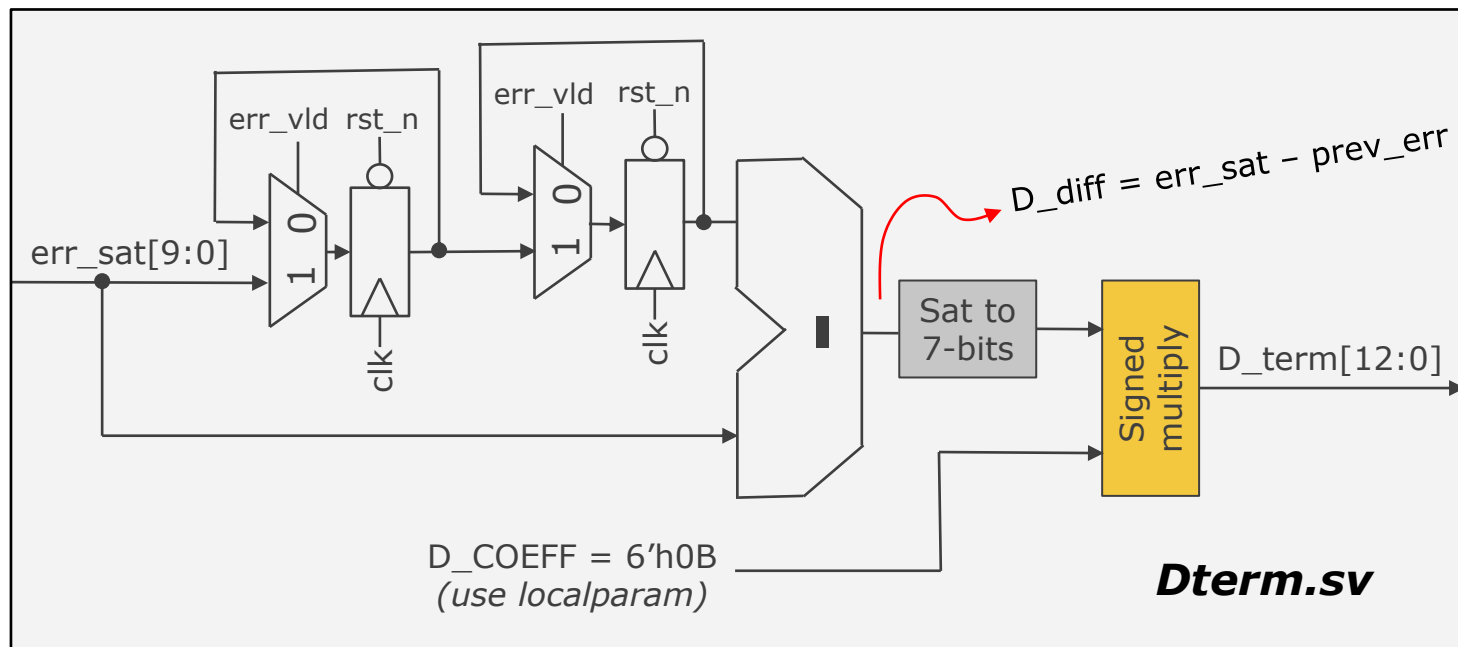 err_vld
rst_n
err_vld
rst_n
D_diff = err_sat – prev_err
err_sat[9:0]
0
1
0
1
clk
clk
-
Sat to
7-bits
Signed
multiply
D_term[12:0]
D_COEFF = 6’h0B
(use localparam)
Dterm.sv